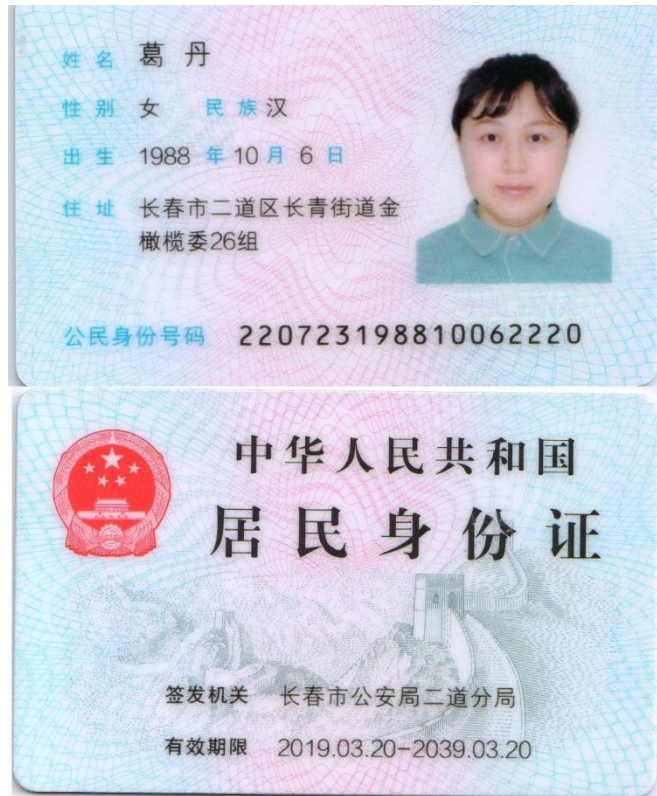 姓名 葛丹
性别 女 民族 汉
出生 1988 年 10 月 6 日
住址 长春市二道区长青街道金
橄榄委26组
公民身份号码 220723198810062220
中华人民共和国
居民身份证
签发机关 长春市公安局二道分局
有效期限 2019.03.20-2039.03.20